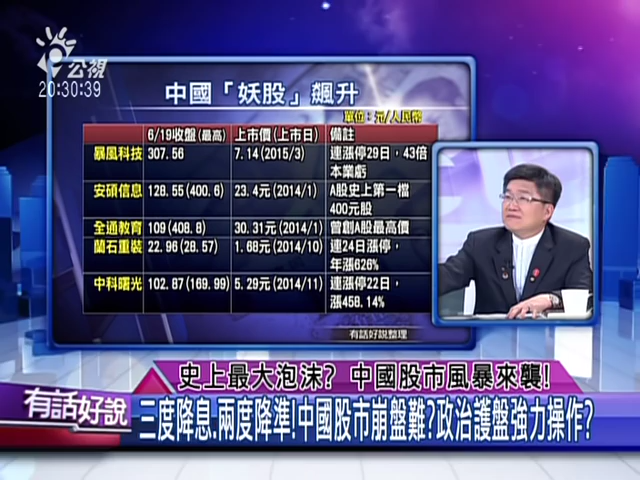 公視
20:30:39
中國「妖股」飆升
單位：元/人民幣
6/19收盤(最高) 上市價(上市日) 備註
暴風科技 307.56 7.14(2015/3) 連漲停29日，43倍
本業虧
安碩信息 128.55(400.6) 23.4元(2014/1) A股史上第一檔
400元股
全通教育 109(408.8) 30.31元(2014/1) 曾創A股最高價
蘭石重裝 22.96(28.57) 1.68元(2014/10) 連24日漲停，
年漲626%
中科曙光 102.87(169.99) 5.29元(2014/11) 連漲停22日，
漲458.14%
有話好說整理
史上最大泡沫? 中國股市風暴來襲!
有話好說
三度降息.兩度降準!中國股市崩盤難?政治護盤強力操作?